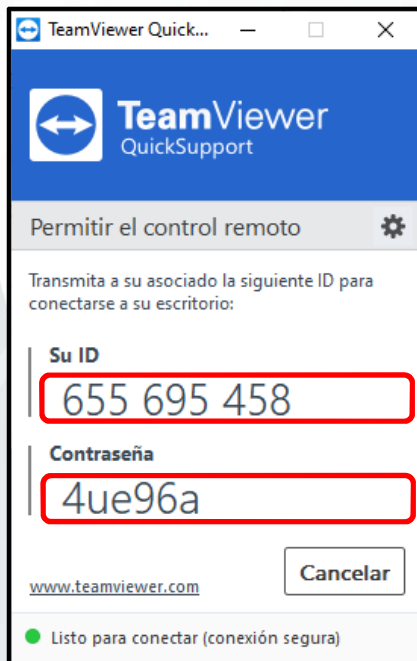 TeamViewer Quick...
TeamViewer
QuickSupport
Permitir el control remoto
Transmita a su asociado la siguiente ID para
conectarse a su escritorio:
Su ID
655 695 458
Contraseña
4ue96a
Cancelar
www.teamviewer.com
Listo para conectar (conexión segura)